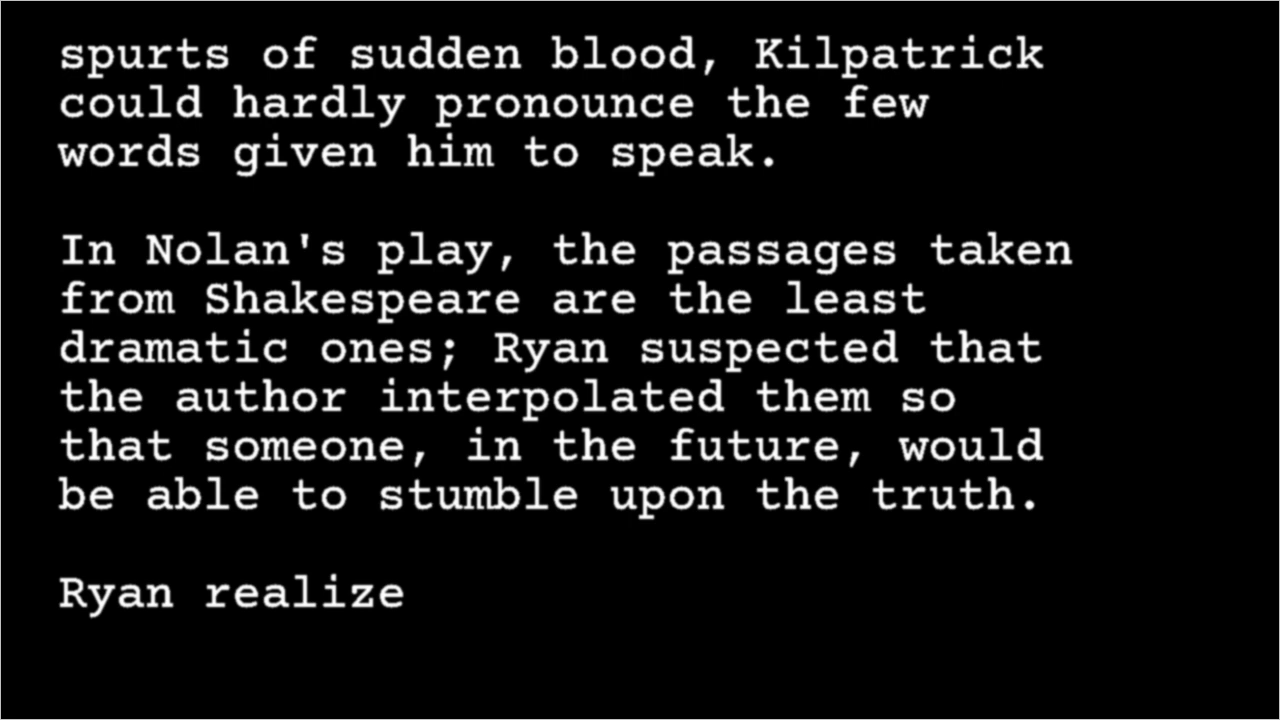 spurts of sudden blood, Kilpatrick
could hardly pronounce the few
words given him to speak.
In Nolan's play, the passages taken
from Shakespeare are the least
dramatic ones; Ryan suspected that
the author interpolated them so
that someone, in the future, would
be able to stumble upon the truth.
Ryan realize